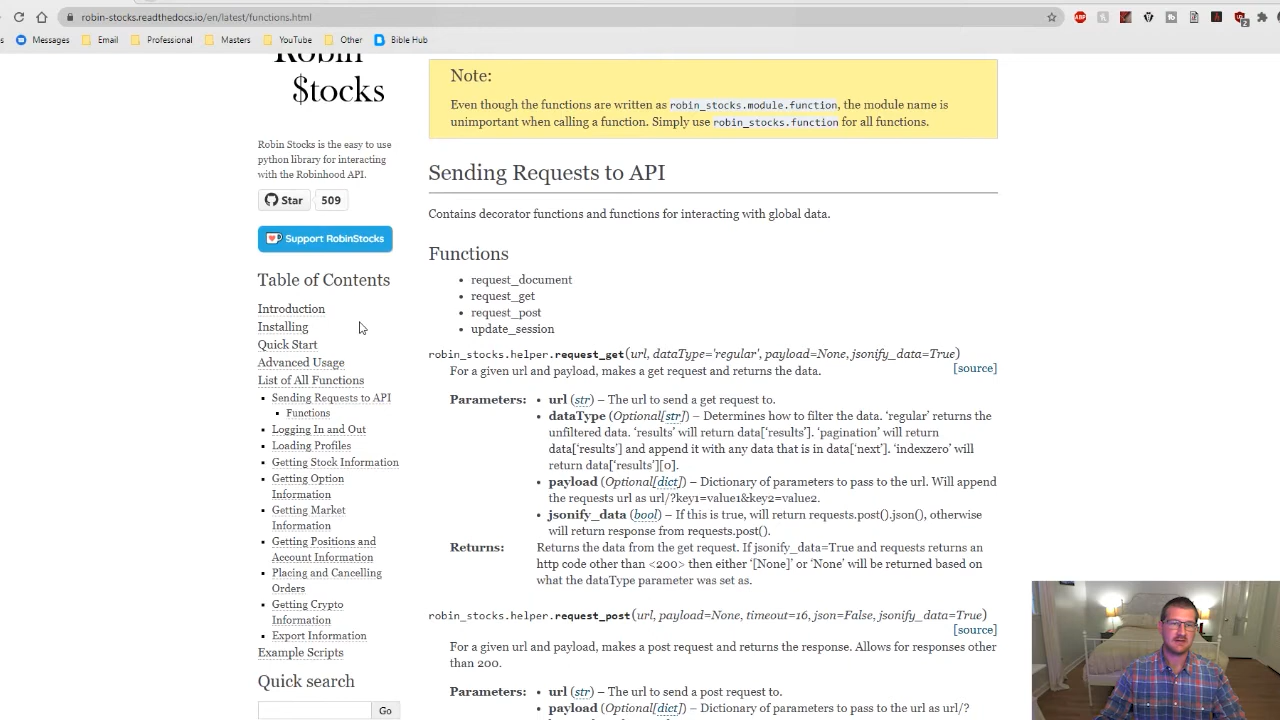 robin-stocks.readthedocs.io/en/latest/functions.html
Messages
Email
Professional
Masters
YouTube
Other
Bible Hub
Robin
$tocks
Robin Stocks is the easy to use
python library for interacting
with the Robinhood API.
Star 509
Support RobinStocks
Table of Contents
Introduction
Installing
Quick Start
Advanced Usage
List of All Functions
Sending Requests to API
Functions
Logging In and Out
Loading Profiles
Getting Stock Information
Getting Option
Information
Getting Market
Information
Getting Positions and
Account Information
Placing and Cancelling
Orders
Getting Crypto
Information
Export Information
Example Scripts
Quick search
Go
Note:
Even though the functions are written as robin_stocks.module.function, the module name is
unimportant when calling a function. Simply use robin_stocks.function for all functions.
Sending Requests to API
Contains decorator functions and functions for interacting with global data.
Functions
• request_document
• request_get
• request_post
• update_session
robin_stocks.helper.request_get(url, dataType='regular', payload=None, jsonify_data=True)
[source]
For a given url and payload, makes a get request and returns the data.
Parameters: • url (str) – The url to send a get request to.
• dataType (Optional[str]) – Determines how to filter the data. ‘regular’ returns the
unfiltered data. ‘results’ will return data[‘results’]. ‘pagination’ will return
data[‘results’] and append it with any data that is in data[‘next’]. ‘indexzero’ will
return data[‘results’][0].
• payload (Optional[dict]) – Dictionary of parameters to pass to the url. Will append
the requests url as url/?key1=value1&key2=value2.
• jsonify_data (bool) – If this is true, will return requests.post().json(), otherwise
will return response from requests.post().
Returns: Returns the data from the get request. If jsonify_data=True and requests returns an
http code other than <200> then either ‘[None]’ or ‘None’ will be returned based on
what the dataType parameter was set as.
robin_stocks.helper.request_post(url, payload=None, timeout=16, json=False, jsonify_data=True)
[source]
For a given url and payload, makes a post request and returns the response. Allows for responses other
than 200.
Parameters: • url (str) – The url to send a post request to.
• payload (Optional[dict]) – Dictionary of parameters to pass to the url as url/?